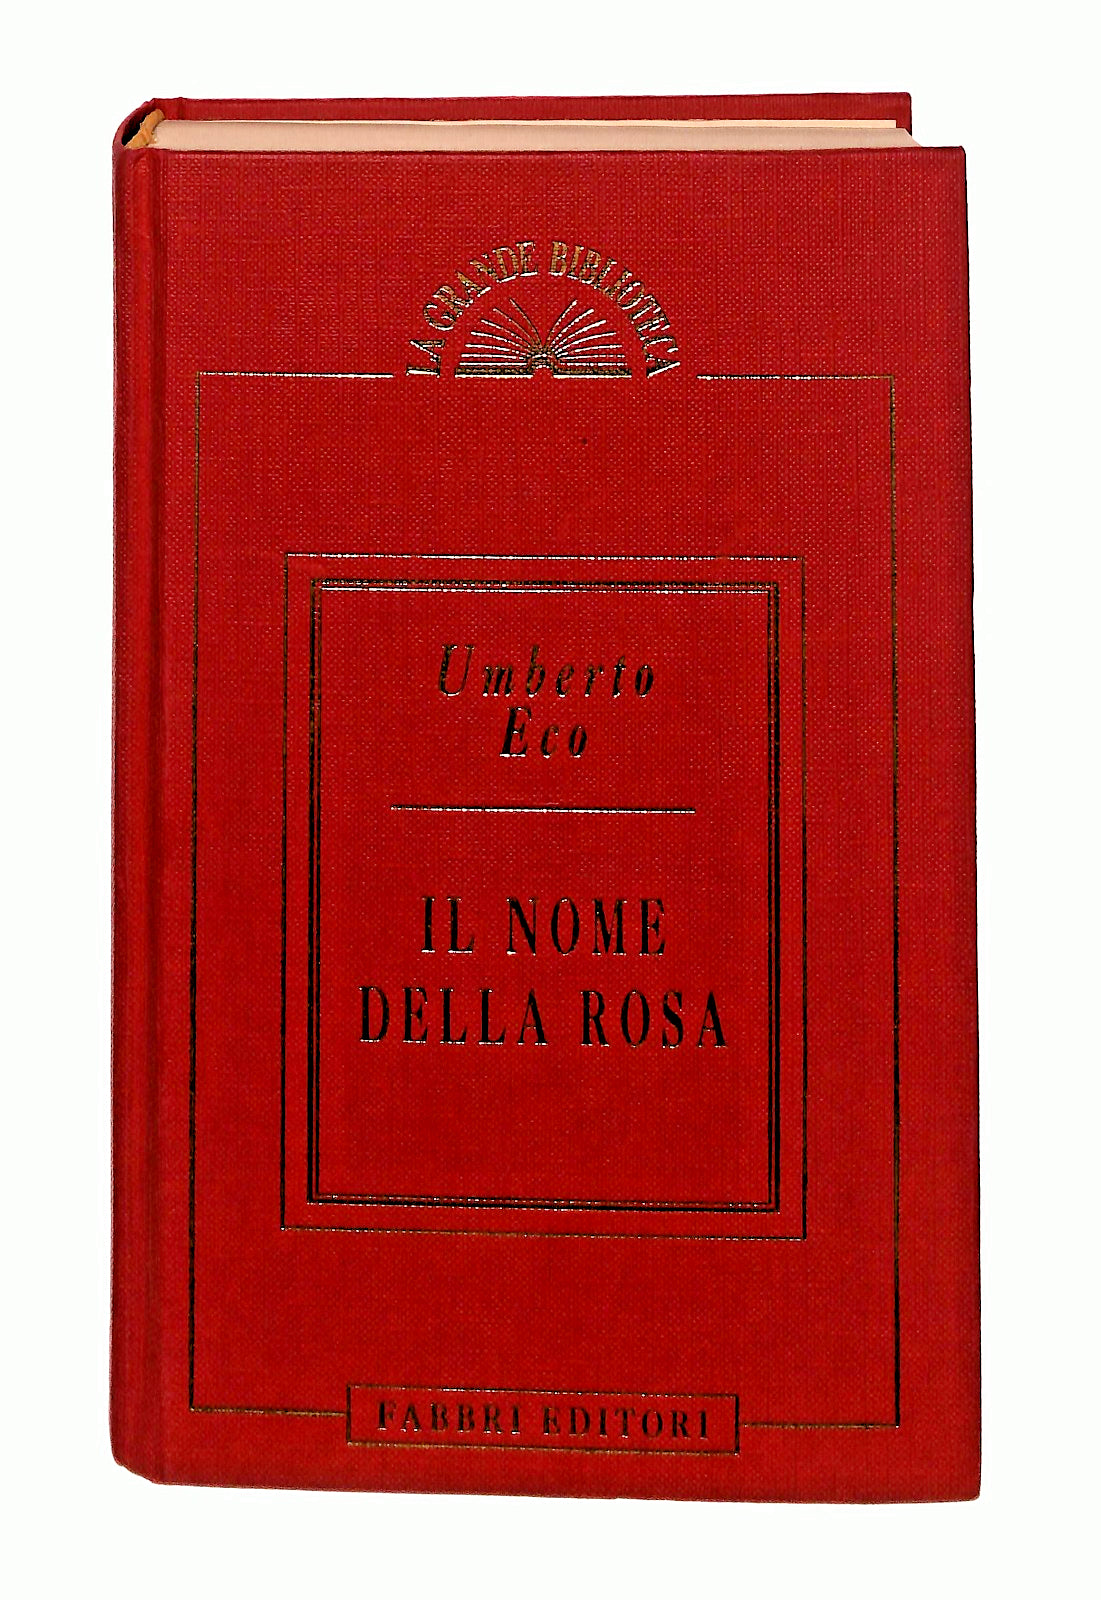 LA GRANDE BIBLIOTECA
Umberto
Eco
IL NOME
DELLA ROSA
FABBRI EDITORI